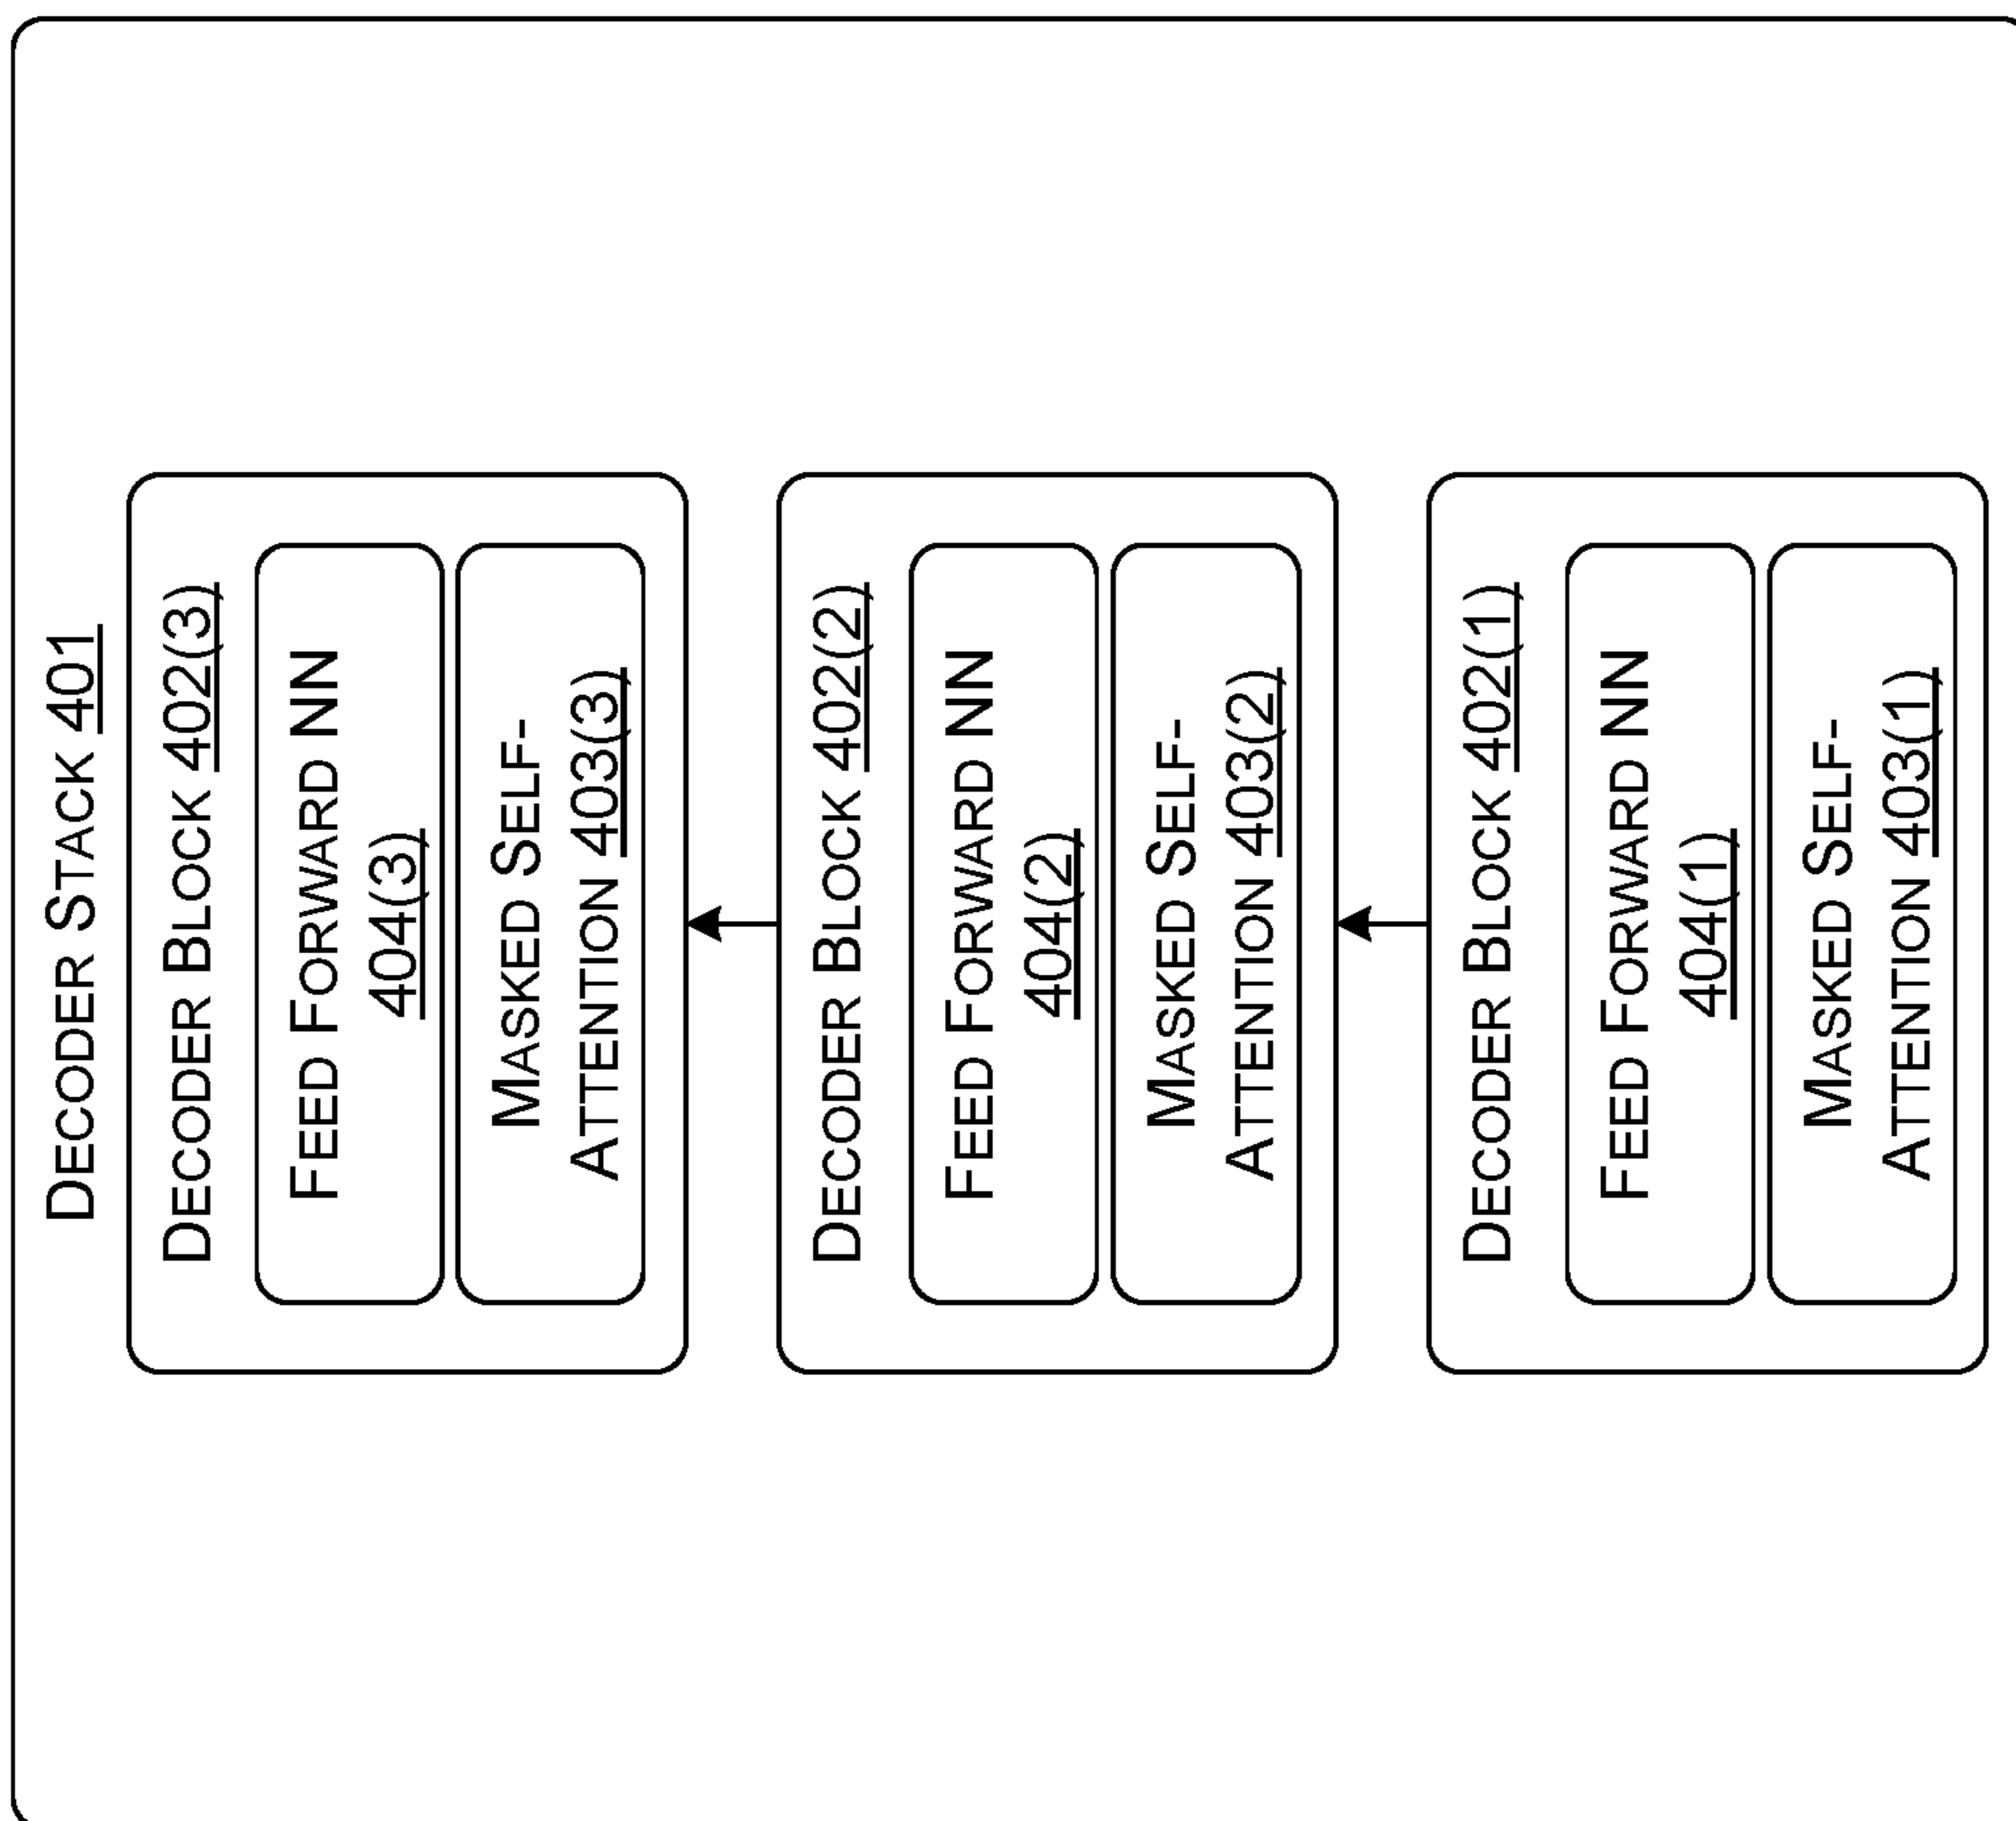 DECODER STACK 401
DECODER BLOCK 402(3)
FEED FORWARD NN
404(3)
MASKED SELF-
ATTENTION 403(3)
DECODER BLOCK 402(2)
FEED FORWARD NN
404(2)
MASKED SELF-
ATTENTION 403(2)
DECODER BLOCK 402(1)
FEED FORWARD NN
404(1)
MASKED SELF-
ATTENTION 403(1)